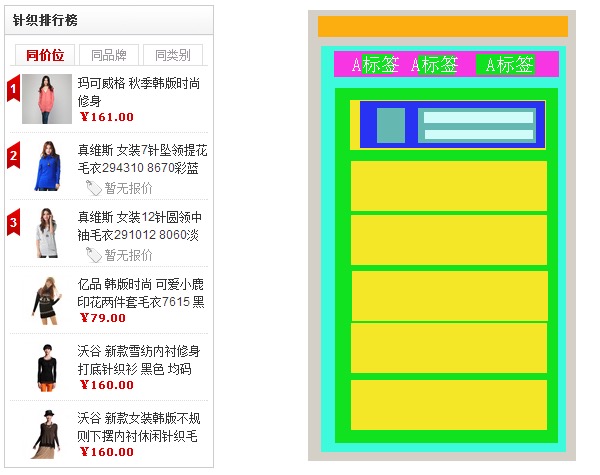 针织排行榜
同价位 同品牌 同类别
1
玛可威格 秋季韩版时尚
修身
¥161.00
2
真维斯 女装7针坠领提花
毛衣294310 8670彩蓝
暂无报价
3
真维斯 女装12针圆领中
袖毛衣291012 8060淡
暂无报价
亿品 韩版时尚 可爱小鹿
印花两件套毛衣7615 黑
¥79.00
沃谷 新款雪纺内衬修身
打底针织衫 黑色 均码
¥160.00
沃谷 新款女装韩版不规
则下摆内衬休闲针织毛
¥160.00
A标签 A标签 A标签